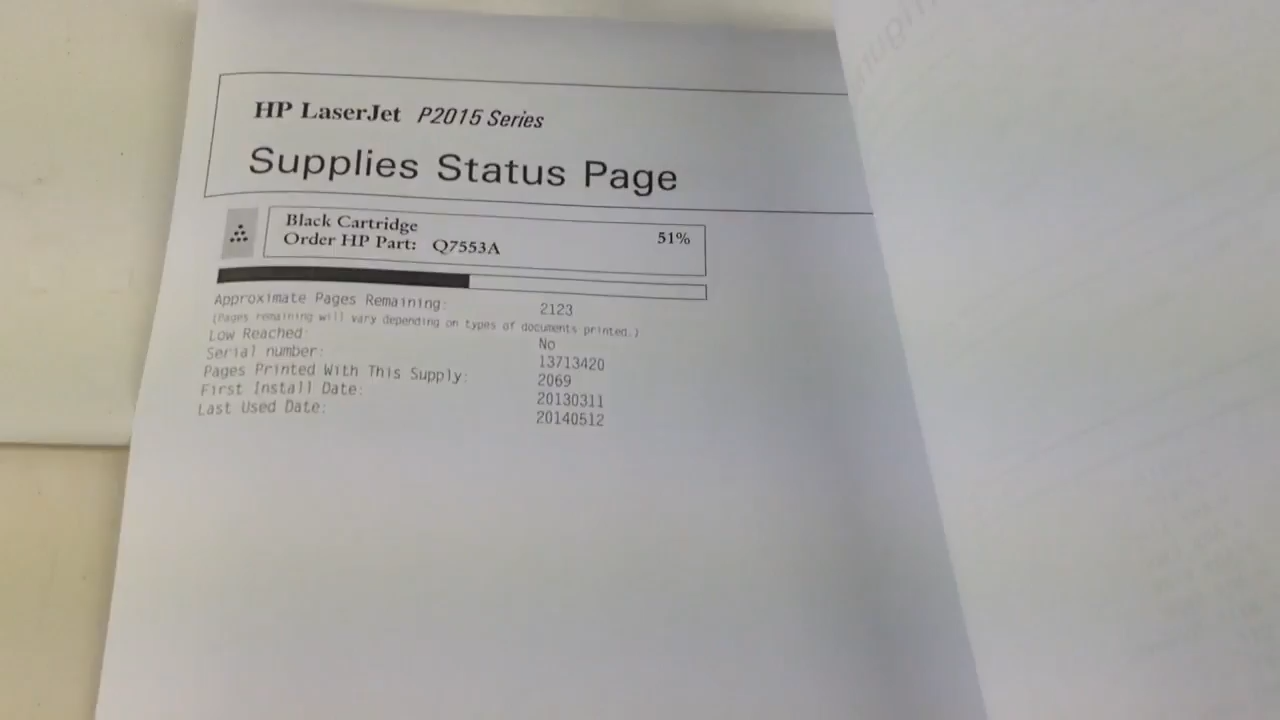 HP LaserJet P2015 Series
Supplies Status Page
Black Cartridge
Order HP Part: Q7553A
51%
Approximate Pages Remaining: 2123
(Pages remaining will vary depending on types of documents printed.)
Low Reached: No
Serial number: 13713420
Pages Printed With This Supply: 2069
First Install Date: 20130311
Last Used Date: 20140512